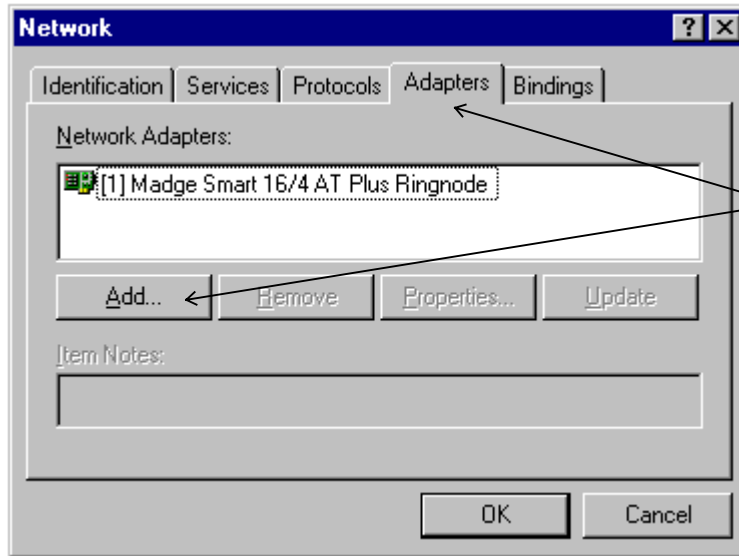 Network
Identification Services Protocols Adapters Bindings
Network Adapters:
[1] Madge Smart 16/4 AT Plus Ringnode
Add... Remove Properties... Update
Item Notes:
OK Cancel